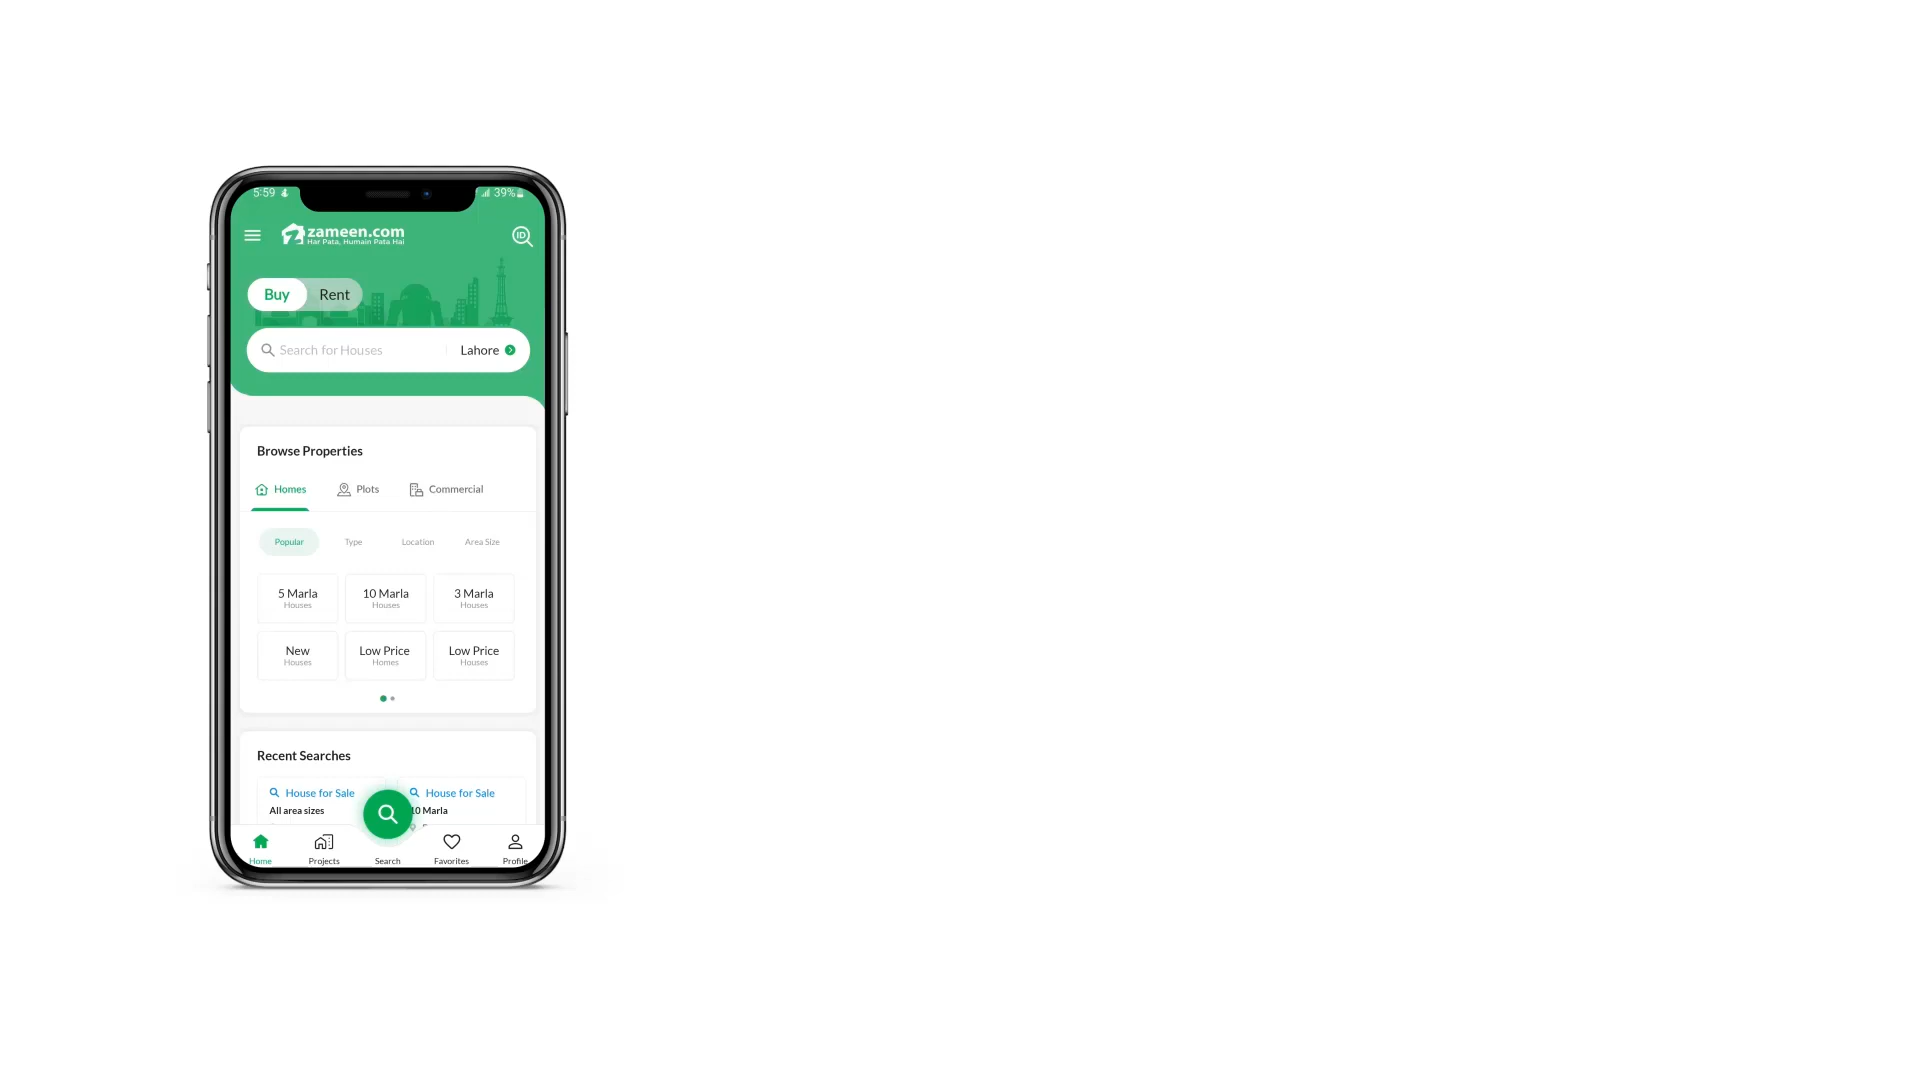 5:59
39%
zameen.com
Har Pata, Humain Pata Hai
ID
Buy Rent
Search for Houses Lahore
Browse Properties
Homes Plots Commercial
Popular Type Location Area Size
5 Marla 10 Marla 3 Marla
Houses Houses Houses
New Low Price Low Price
Houses Homes Houses
Recent Searches
House for Sale House for Sale
All area sizes 10 Marla
Home Projects Search Favorites Profile